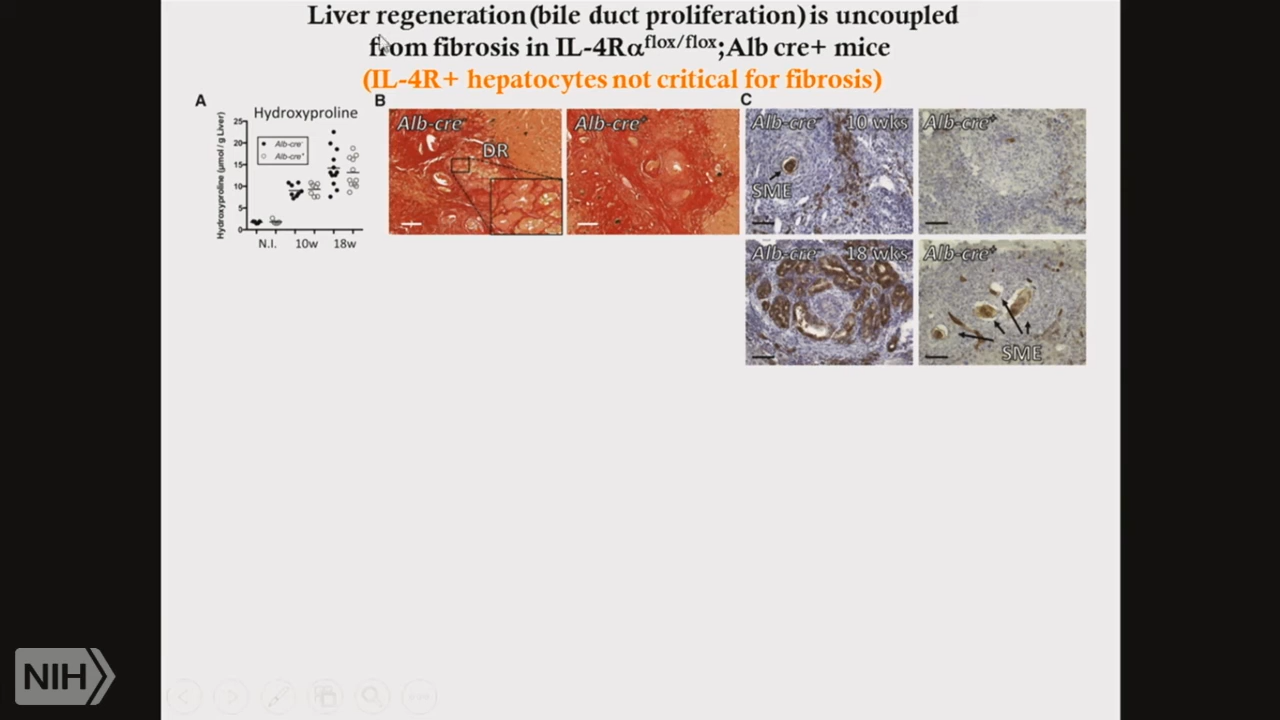 Liver regeneration (bile duct proliferation) is uncoupled
from fibrosis in IL-4Rα^flox/flox;Alb cre+ mice
(IL-4R+ hepatocytes not critical for fibrosis)
A
Hydroxyproline
Hydroxyproline (μmol / g Liver)
25
20
15
10
5
0
Alb-cre⁻
Alb-cre⁺
N.I.
10w
18w
B
Alb-cre⁻
DR
Alb-cre⁺
C
Alb-cre⁻ 10 wks
SME
Alb-cre⁺
Alb-cre⁻ 18 wks
Alb-cre⁺
SME
NIH